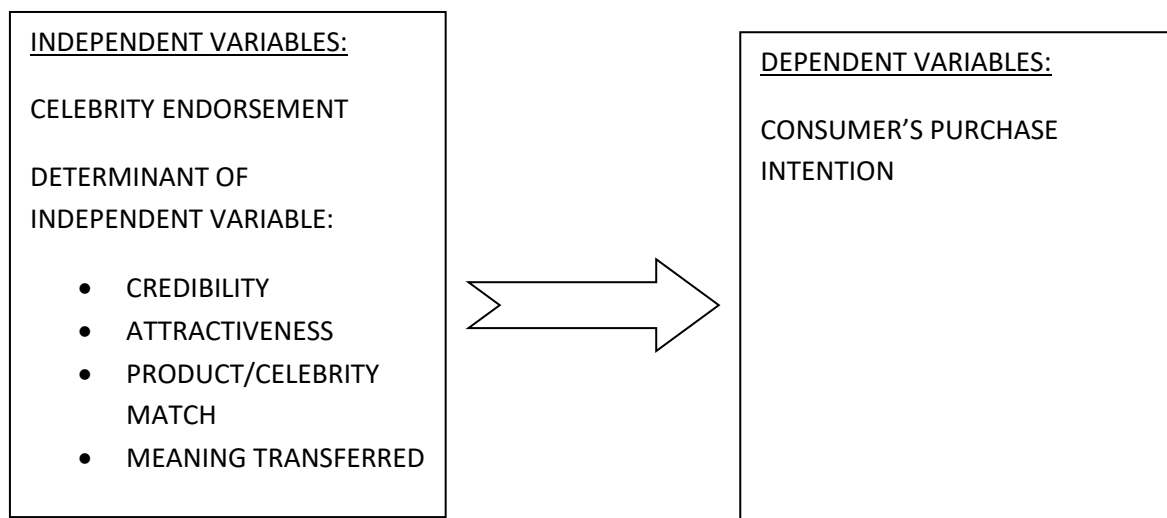 INDEPENDENT VARIABLES:
CELEBRITY ENDORSEMENT
DETERMINANT OF
INDEPENDENT VARIABLE:
• CREDIBILITY
• ATTRACTIVENESS
• PRODUCT/CELEBRITY
MATCH
• MEANING TRANSFERRED
DEPENDENT VARIABLES:
CONSUMER’S PURCHASE
INTENTION